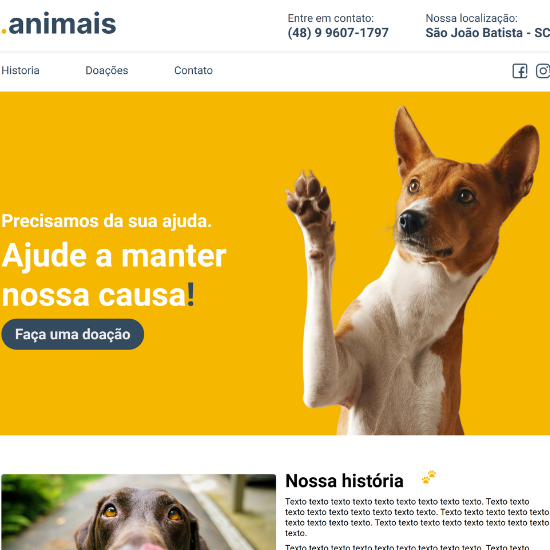 .animais
Entre em contato:
(48) 9 9607-1797
Nossa localização:
São João Batista - SC
Historia
Doações
Contato
Precisamos da sua ajuda.
Ajude a manter
nossa causa!
Faça uma doação
Nossa história
Texto texto texto texto texto texto texto texto texto. Texto texto
texto texto texto texto texto texto texto. Texto texto texto texto texto
texto texto texto texto. Texto texto texto texto texto texto texto texto
texto.
Texto texto texto texto texto texto texto texto texto. Texto texto